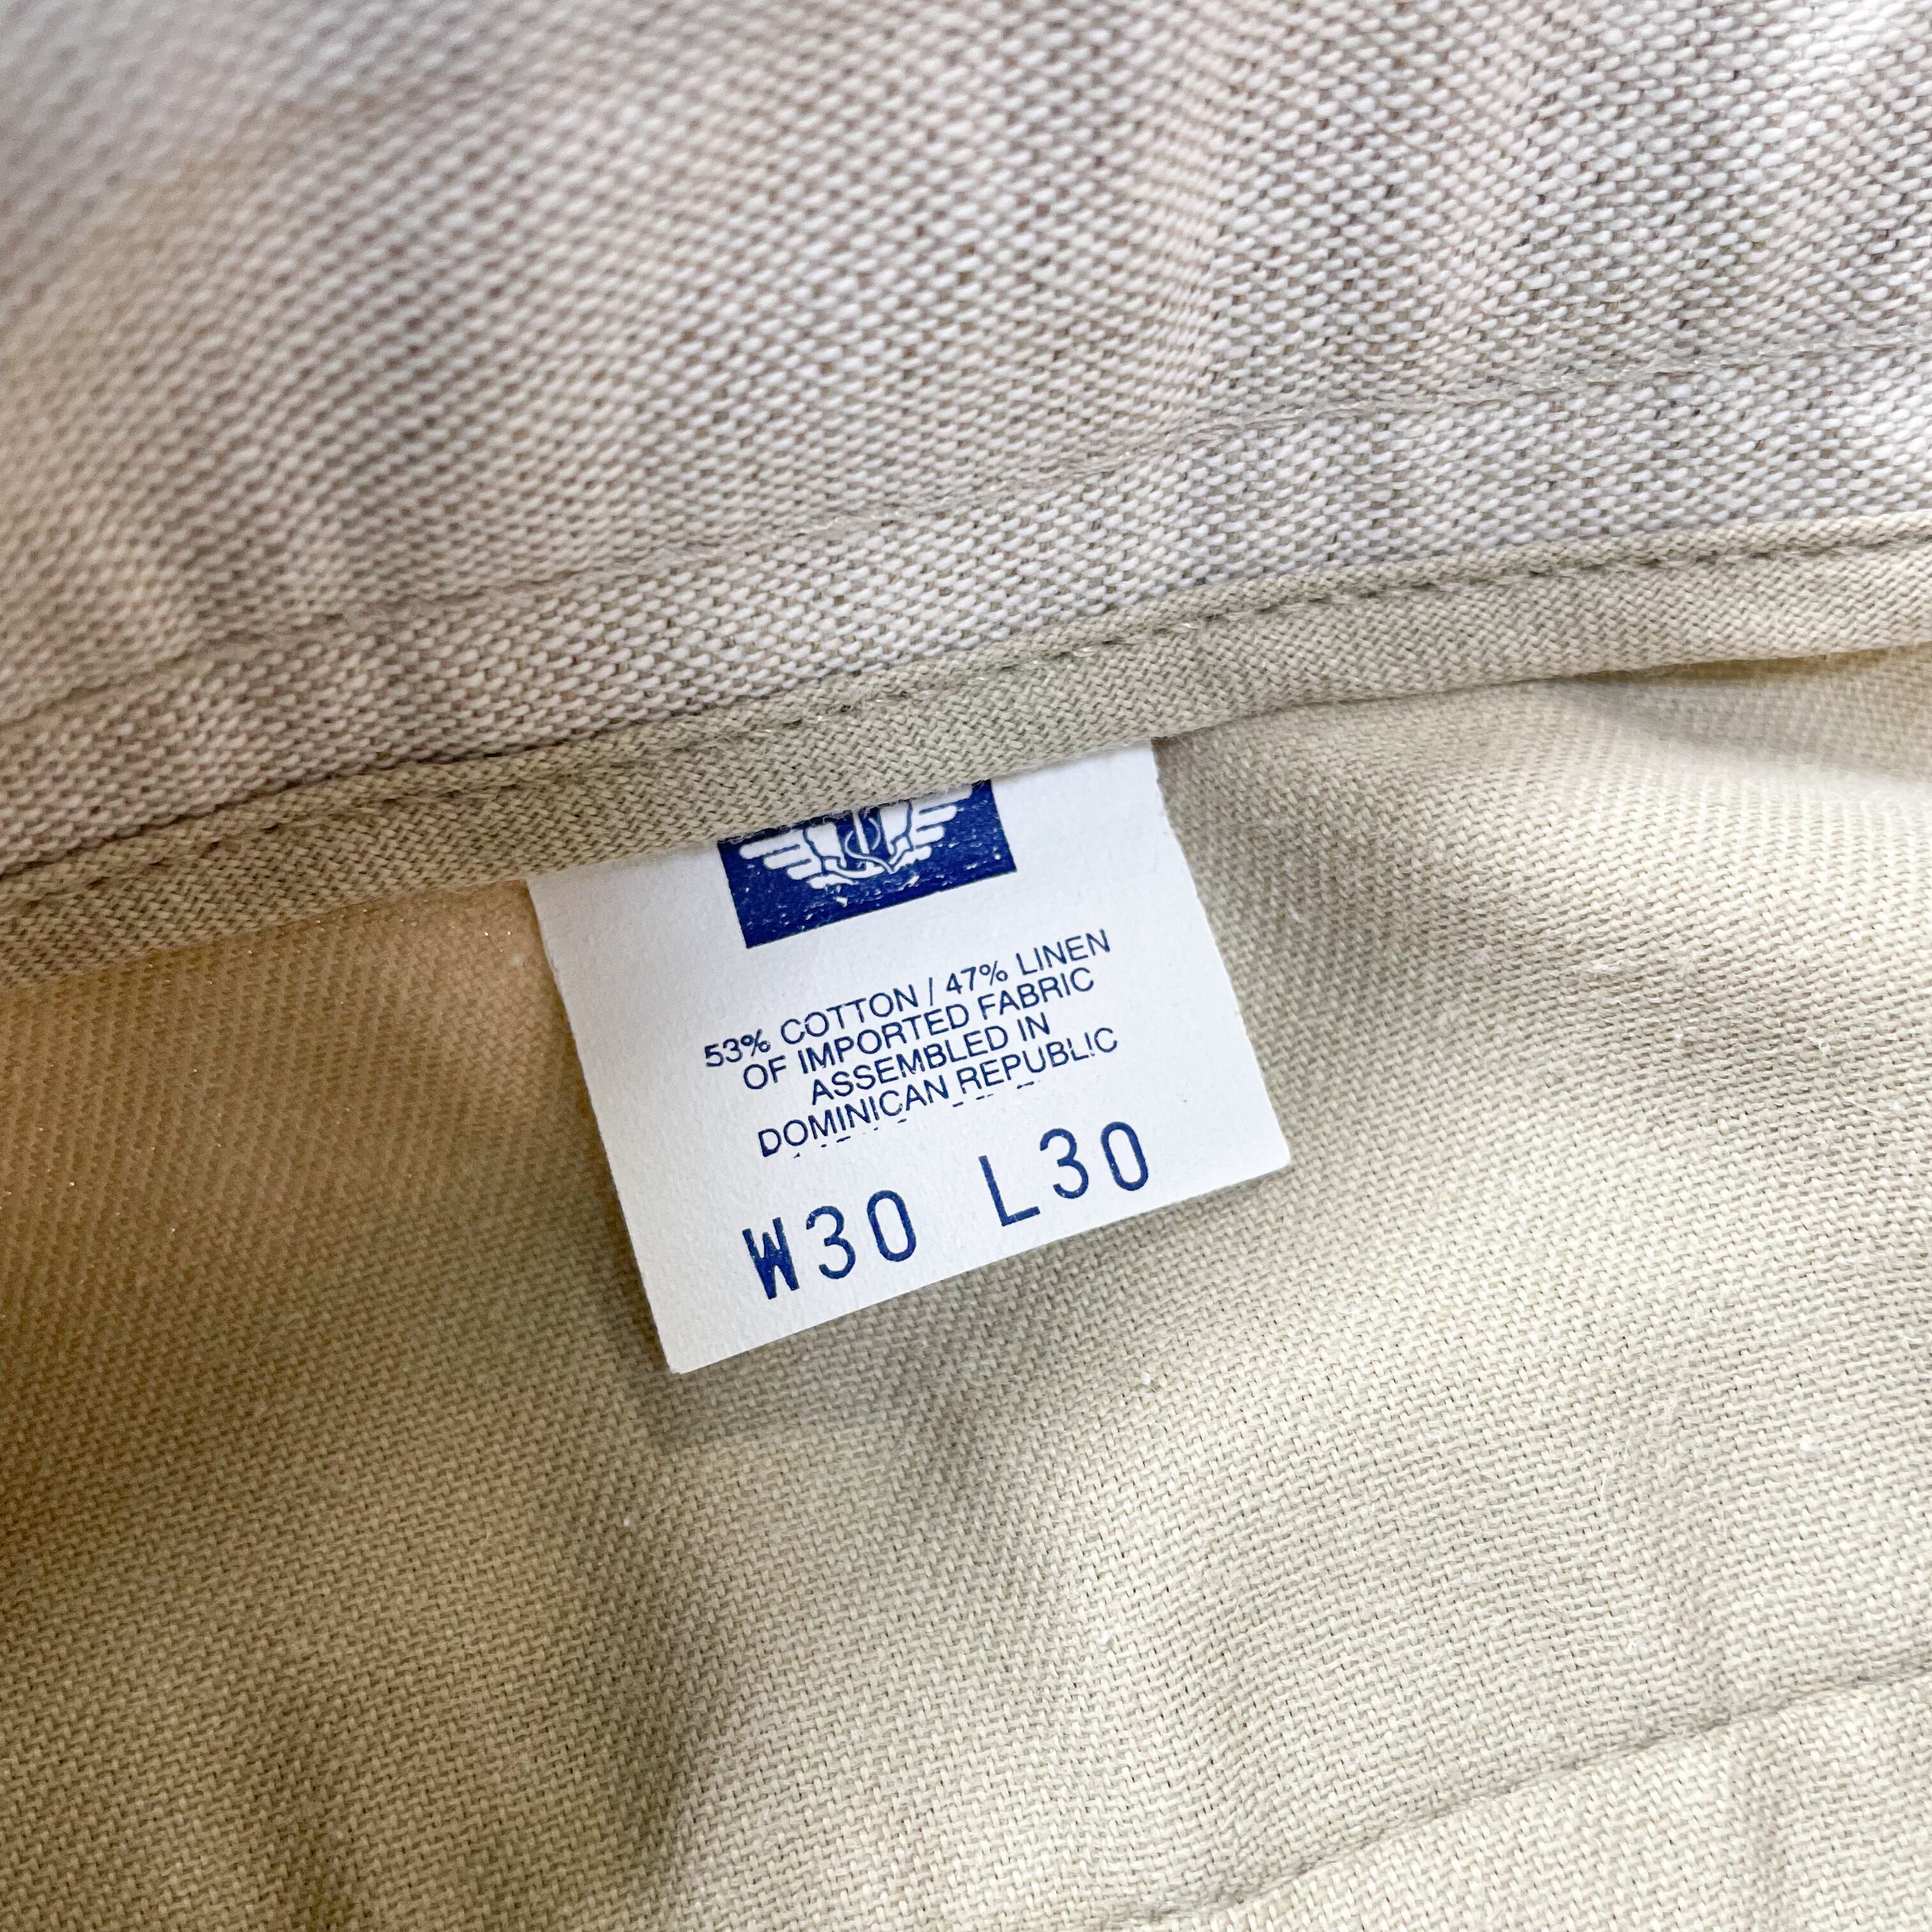 53% COTTON / 47% LINEN
OF IMPORTED FABRIC
ASSEMBLED IN
DOMINICAN REPUBLIC
W30 L30